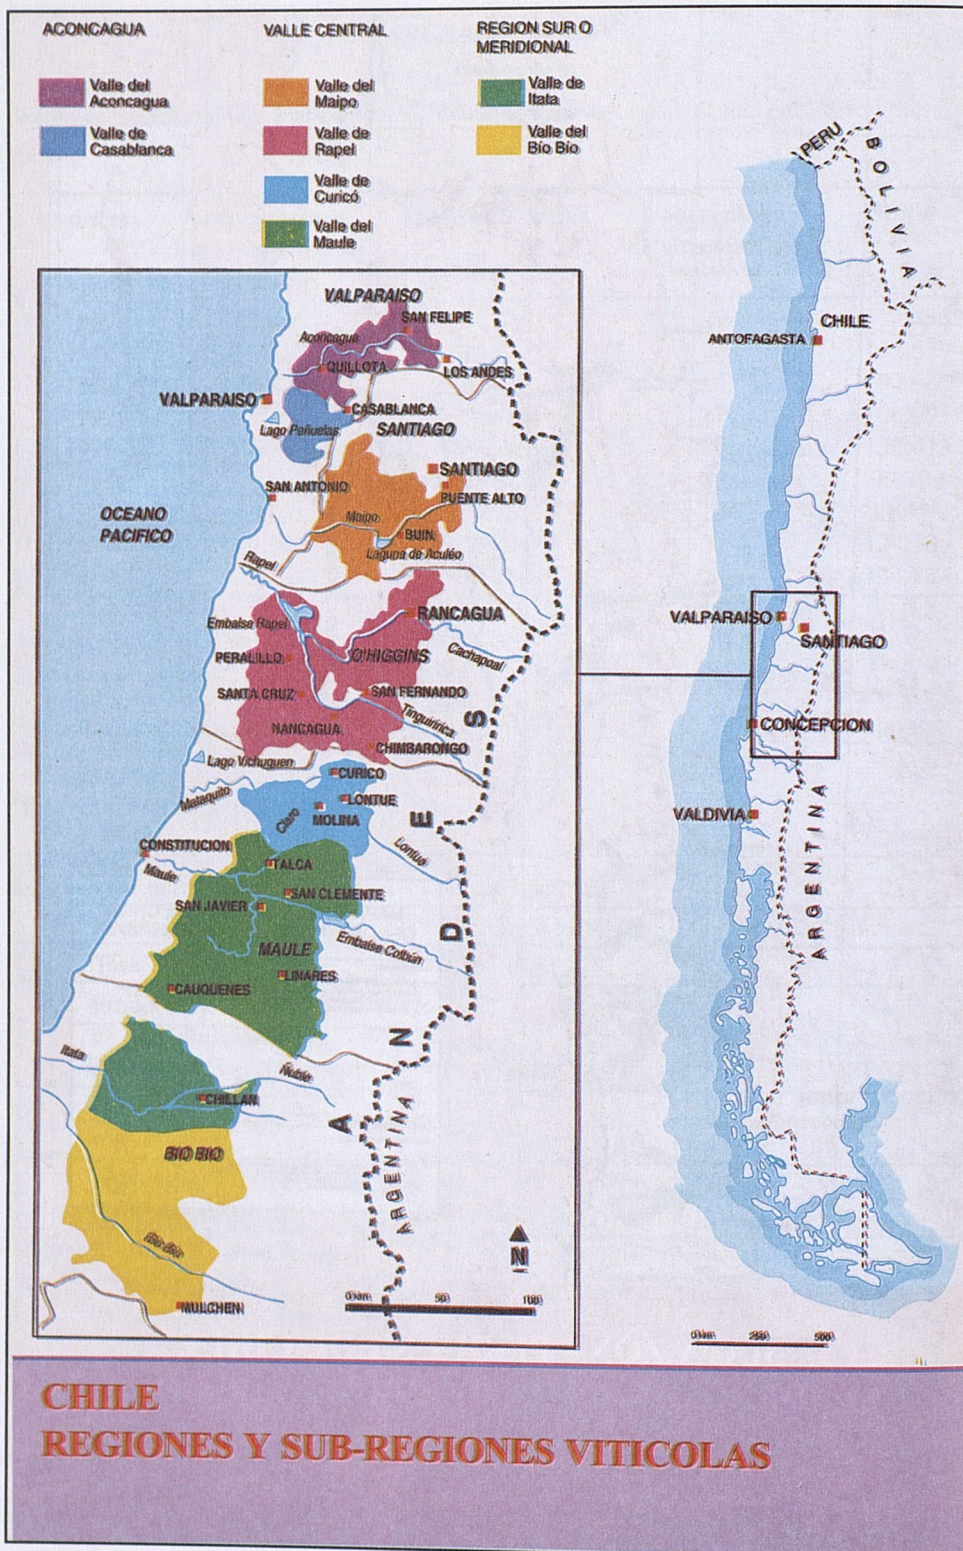 ACONCAGUA
Valle del
Aconcagua
Valle de
Casablanca
VALLE CENTRAL
Valle del
Maipo
Valle de
Rapel
Valle de
Curicó
Valle del
Maule
REGION SUR O
MERIDIONAL
Valle de
Itata
Valle del
Bío Bío
VALPARAISO
SAN FELIPE
Aconcagua
QUILLOTA
LOS ANDES
VALPARAISO
CASABLANCA
Lago Pañuelas
SANTIAGO
SANTIAGO
SAN ANTONIO
PUENTE ALTO
OCEANO
PACIFICO
Maipo
BUIN
Laguna de Aculéo
Rapel
RANCAGUA
Embalsa Rapel
PERALILLO
O'HIGGINS
Cachapoal
SANTA CRUZ
SAN FERNANDO
NANCAGUA
Tinguiririca
CHIMBARONGO
Lago Vichuguen
CURICO
Mataquito
LONTUE
Claro
MOLINA
CONSTITUCION
Lontué
Maule
TALCA
SAN CLEMENTE
SAN JAVIER
MAULE
Embalse Colbún
LINARES
CAUQUENES
Itata
Ñuble
CHILLAN
BIO BIO
Bío Bío
MULCHEN
ANDES
ARGENTINA
N
0 km 50 100
PERU
BOLIVIA
CHILE
ANTOFAGASTA
VALPARAISO
SANTIAGO
CONCEPCION
VALDIVIA
ARGENTINA
0 km 250 500
CHILE
REGIONES Y SUB-REGIONES VITICOLAS